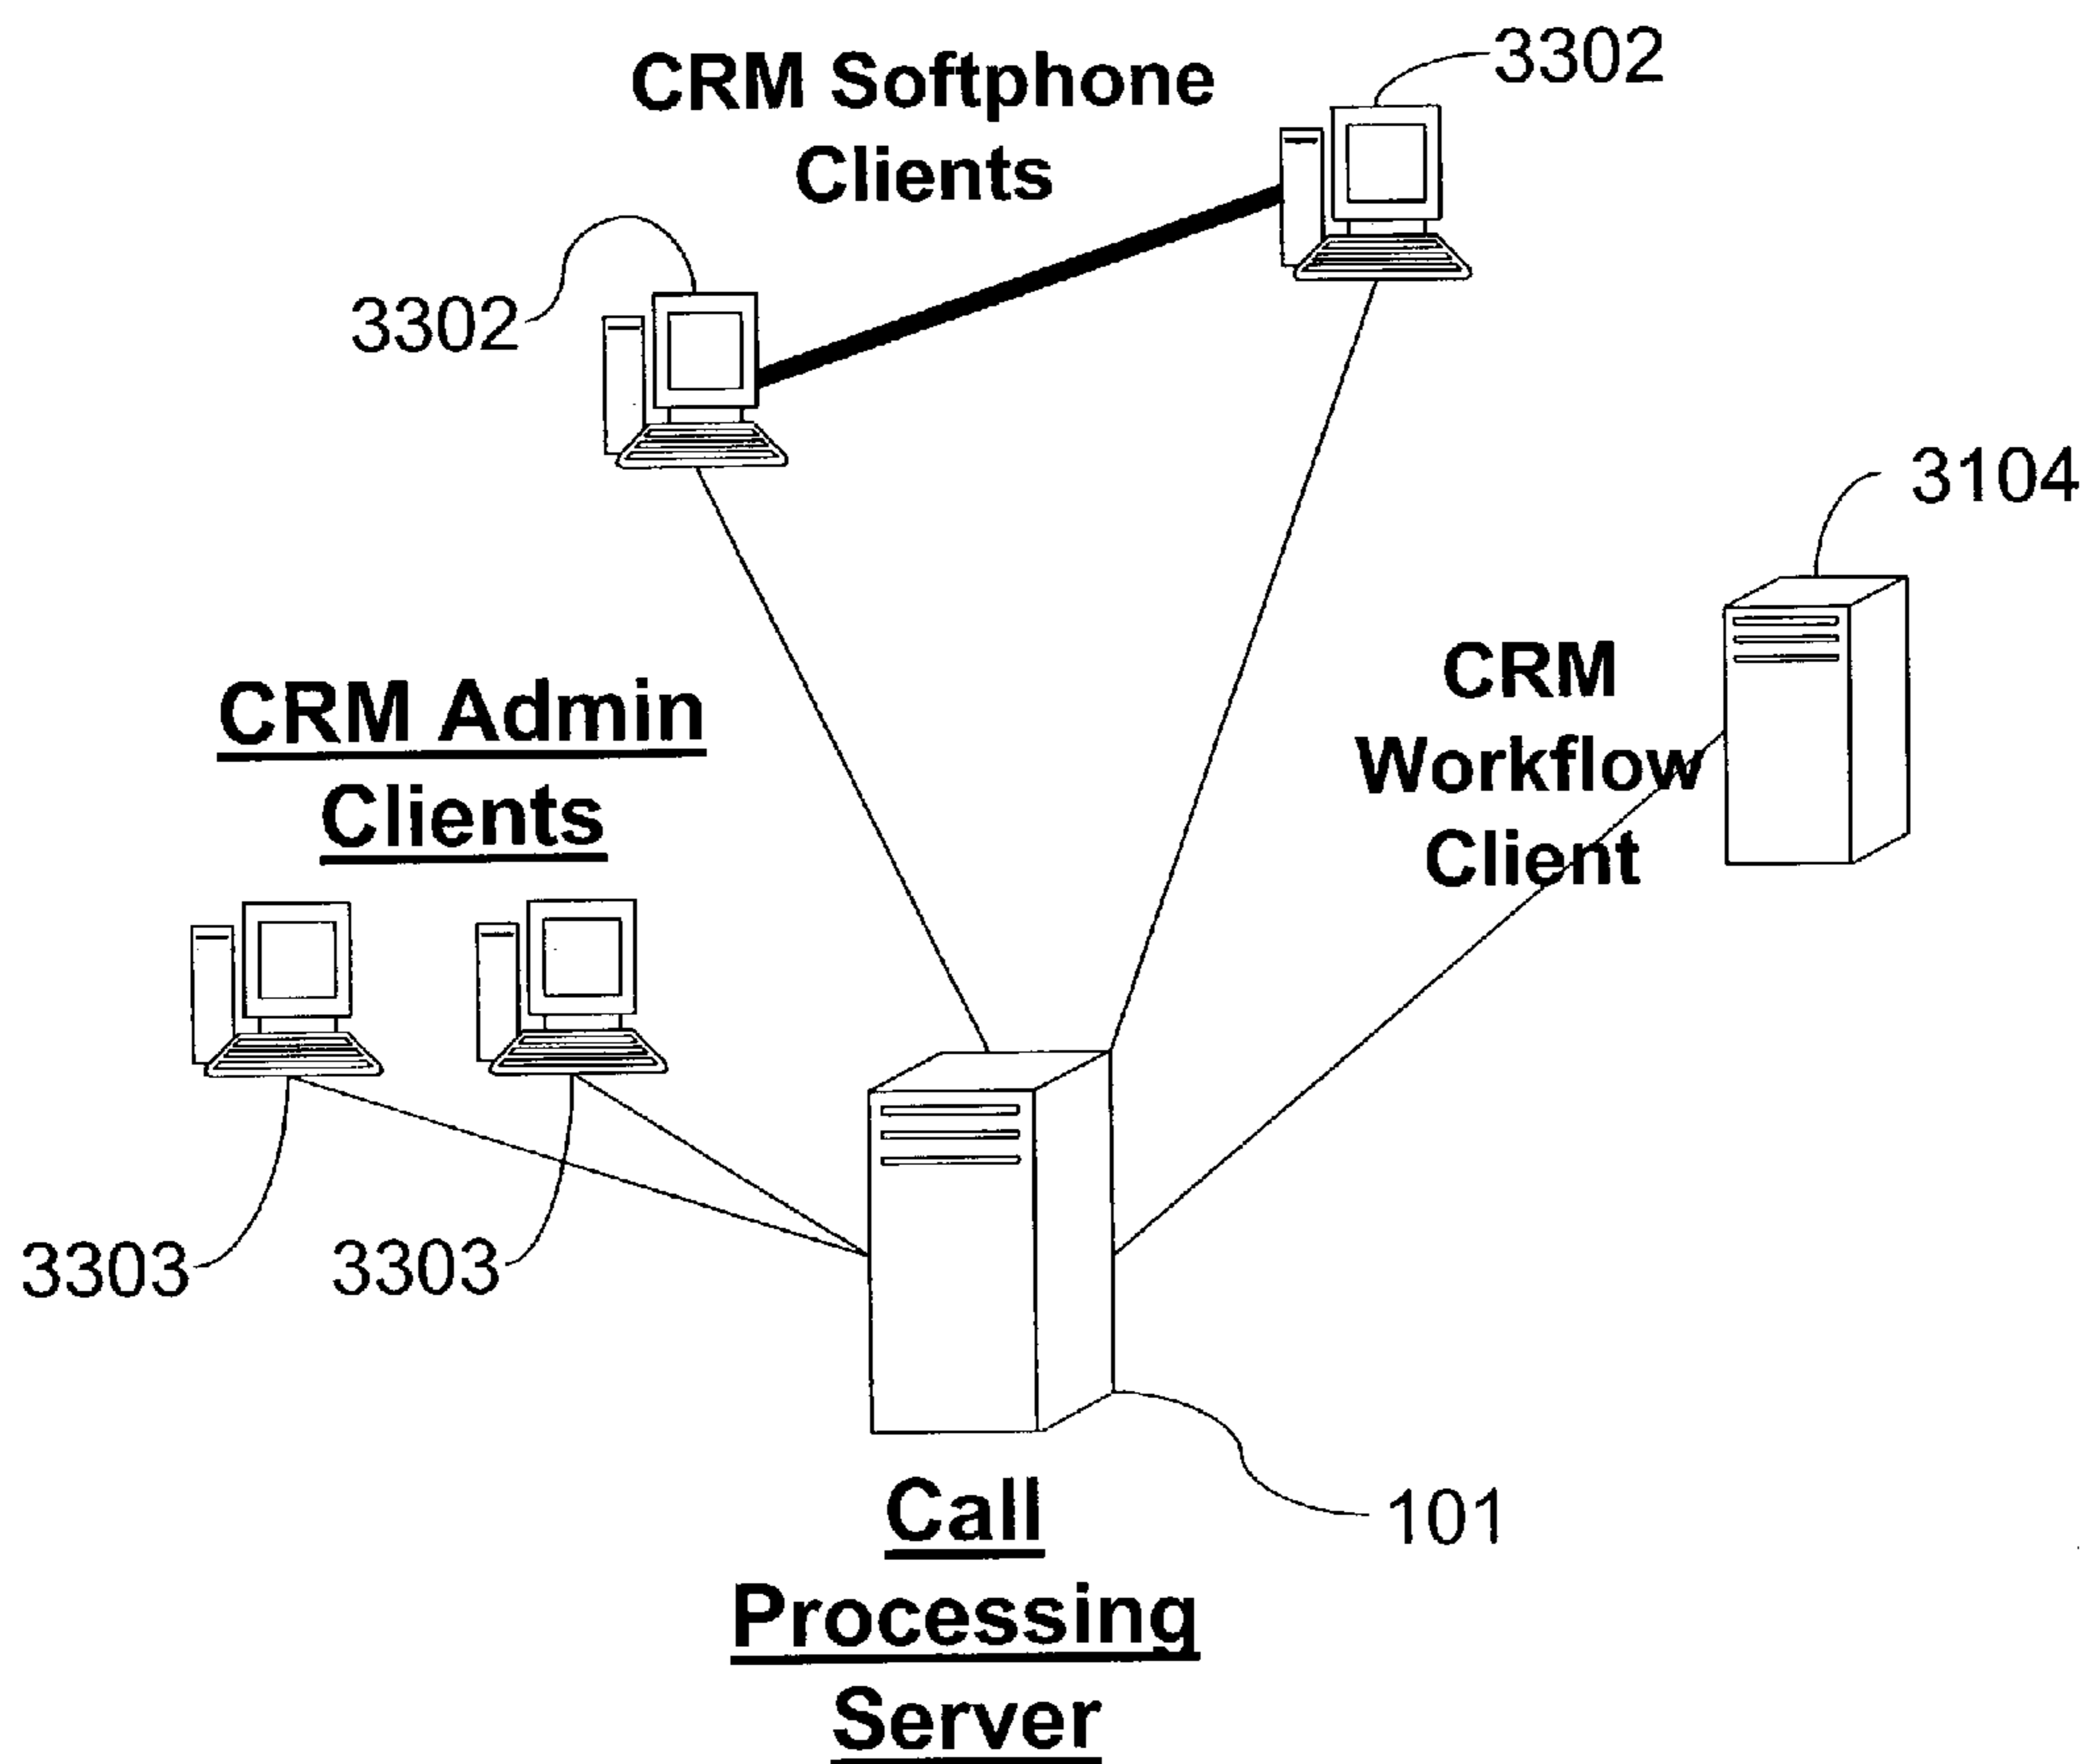 3302
CRM Softphone
Clients
3302
3104
CRM
Workflow
Client
CRM Admin
Clients
3303
3303
101
Call
Processing
Server